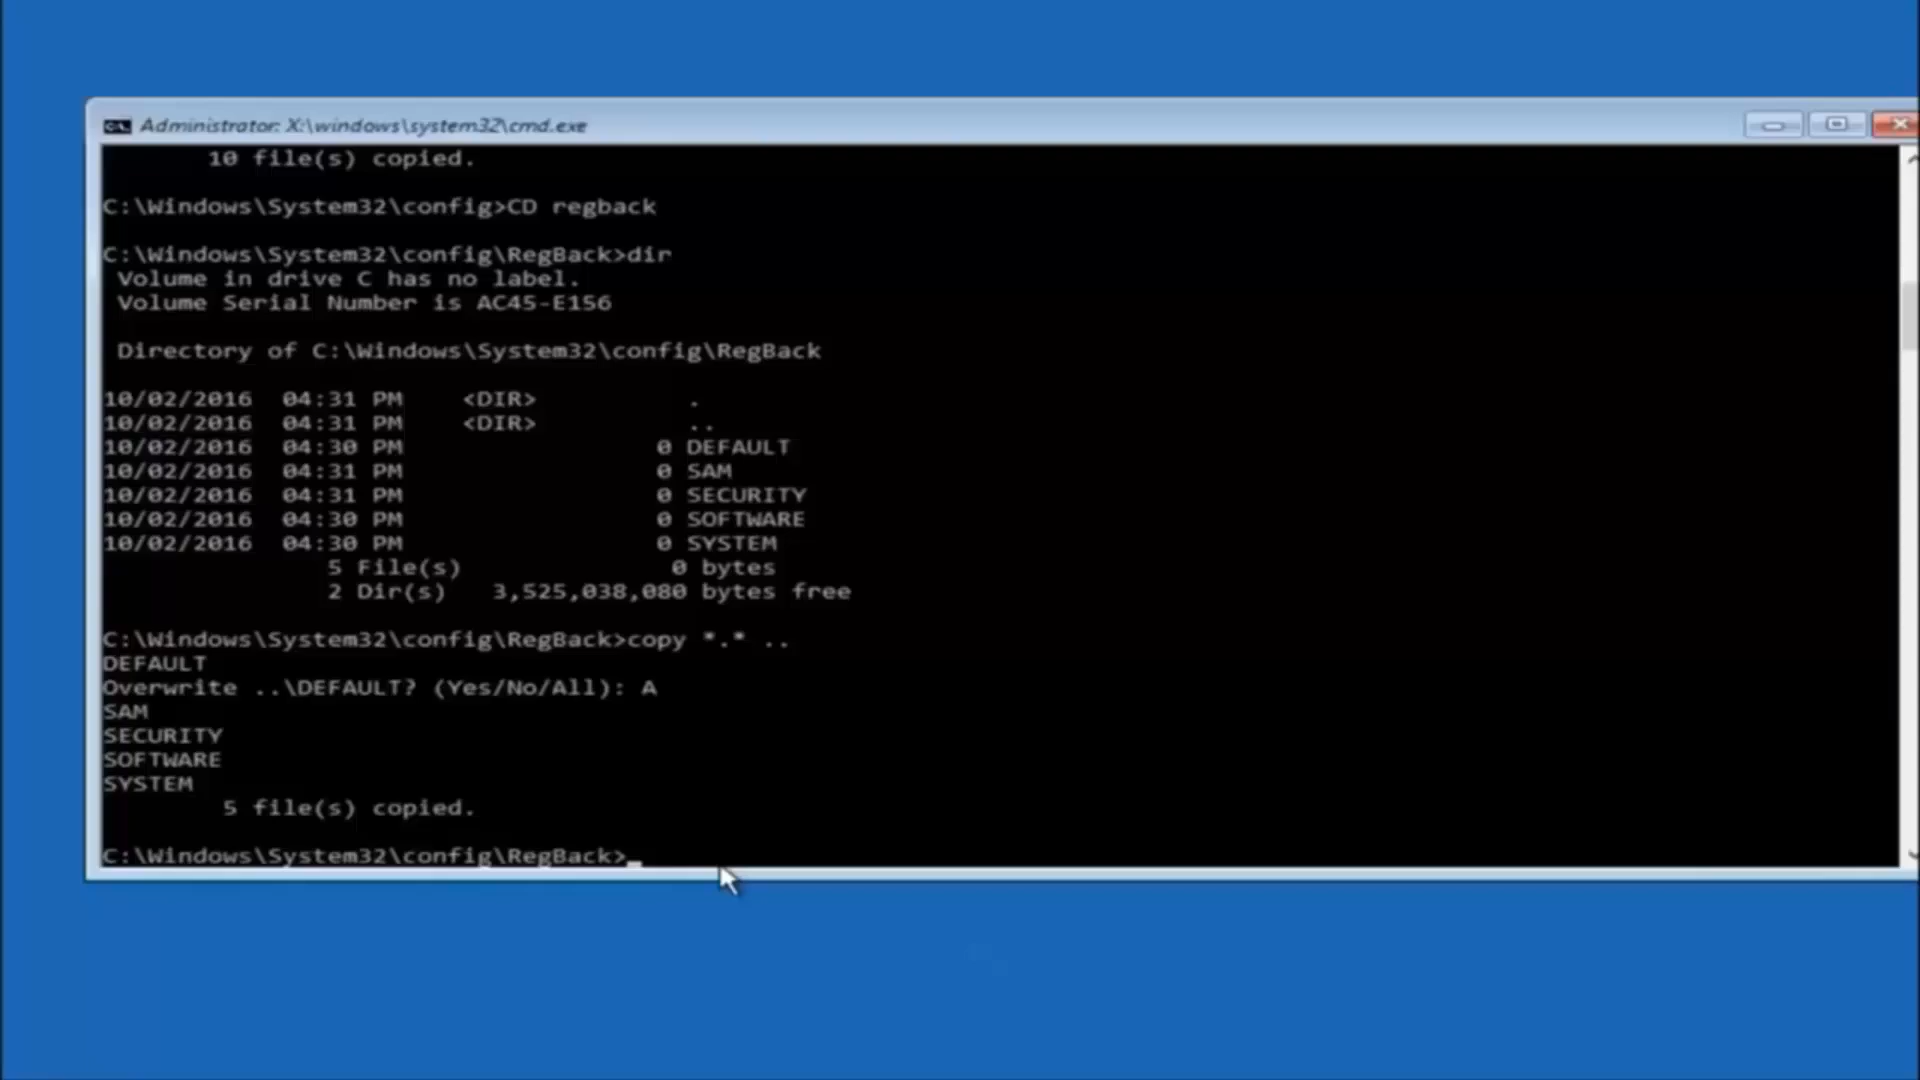 Administrator: X:\windows\system32\cmd.exe
10 file(s) copied.
C:\Windows\System32\config>CD regback
C:\Windows\System32\config\RegBack>dir
Volume in drive C has no label.
Volume Serial Number is AC45-E156
Directory of C:\Windows\System32\config\RegBack
10/02/2016 04:31 PM <DIR> .
10/02/2016 04:31 PM <DIR> ..
10/02/2016 04:30 PM 0 DEFAULT
10/02/2016 04:31 PM 0 SAM
10/02/2016 04:31 PM 0 SECURITY
10/02/2016 04:30 PM 0 SOFTWARE
10/02/2016 04:30 PM 0 SYSTEM
5 File(s) 0 bytes
2 Dir(s) 3,525,038,080 bytes free
C:\Windows\System32\config\RegBack>copy *.* ..
DEFAULT
Overwrite ..\DEFAULT? (Yes/No/All): A
SAM
SECURITY
SOFTWARE
SYSTEM
5 file(s) copied.
C:\Windows\System32\config\RegBack>_